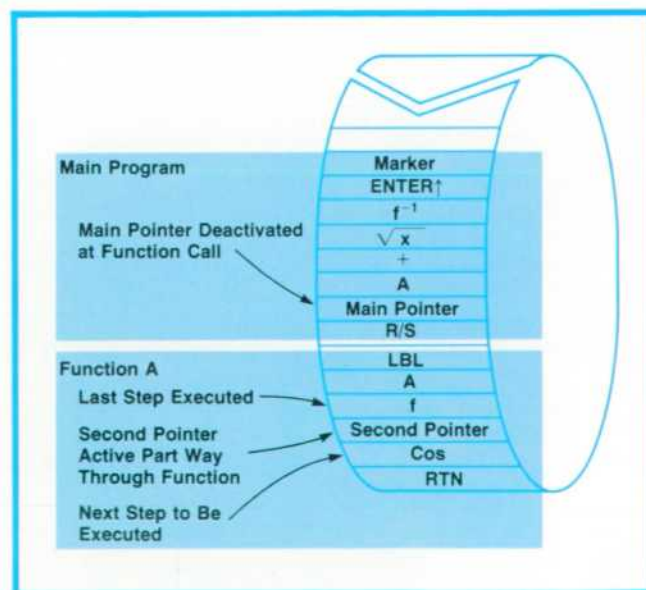 Main Program
Main Pointer Deactivated
at Function Call
Marker
ENTER↑
f⁻¹
√x
+
A
Main Pointer
R/S
Function A
Last Step Executed
Second Pointer
Active Part Way
Through Function
Next Step to Be
Executed
LBL
A
f
Second Pointer
Cos
RTN